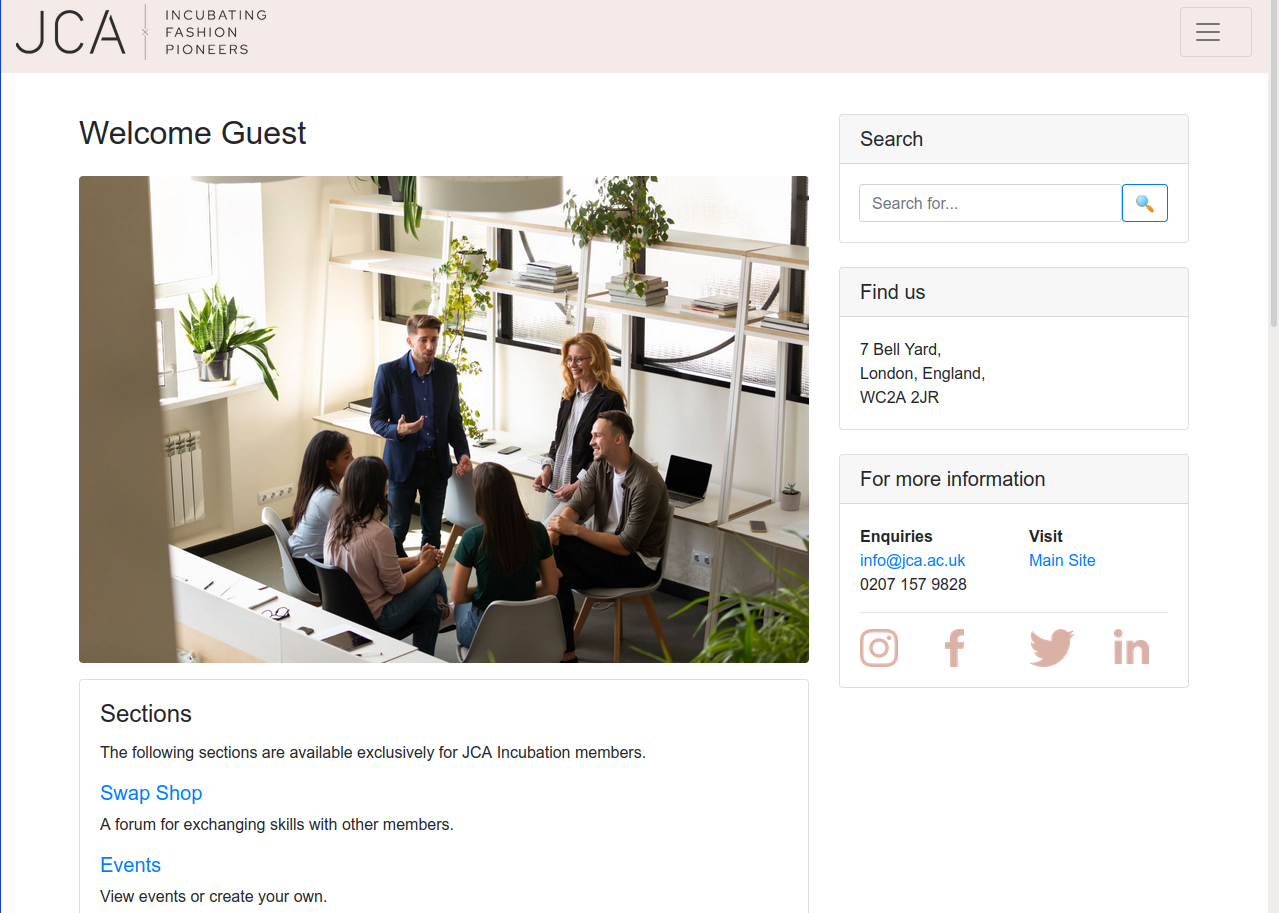 JCA
INCUBATING
FASHION
PIONEERS
Welcome Guest
Search
Search for...
Find us
7 Bell Yard,
London, England,
WC2A 2JR
For more information
Enquiries
info@jca.ac.uk
0207 157 9828
Visit
Main Site
Sections
The following sections are available exclusively for JCA Incubation members.
Swap Shop
A forum for exchanging skills with other members.
Events
View events or create your own.